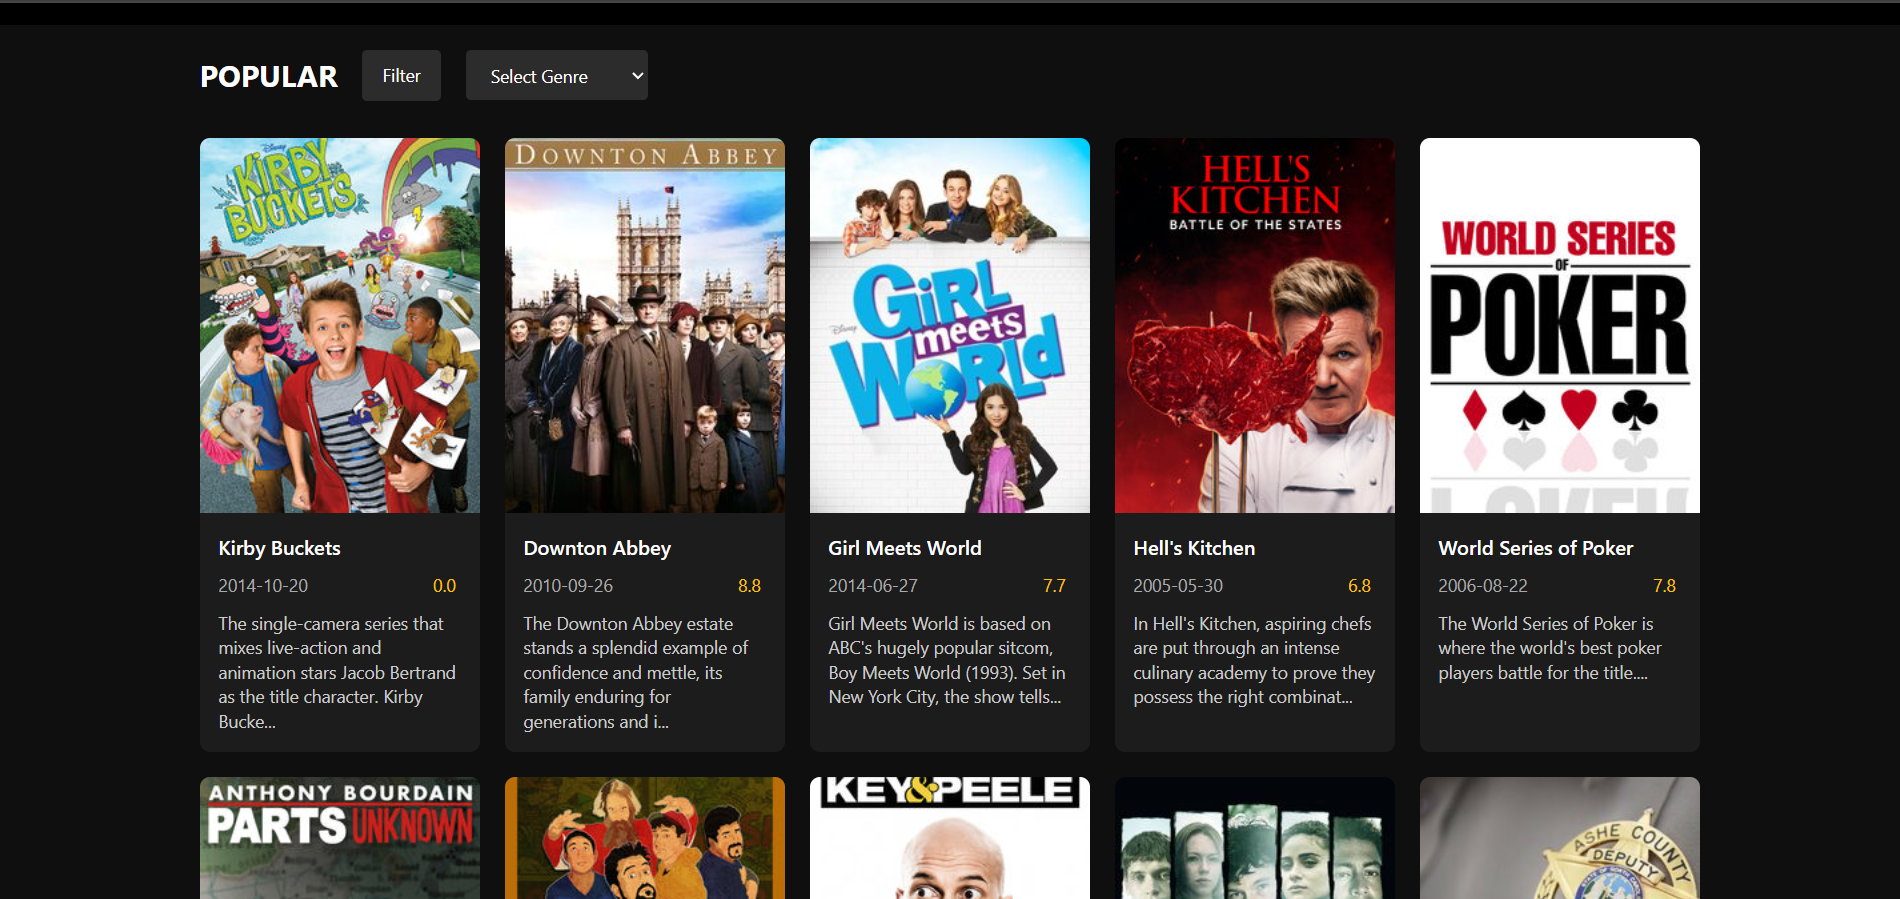 POPULAR
Filter
Select Genre
Disney
KIRBY
BUCKETS
DOWNTON ABBEY
Disney
GiRL
meets
WORLd
HELL'S
KITCHEN
BATTLE OF THE STATES
WORLD SERIES
OF
POKER
Kirby Buckets
2014-10-20
0.0
The single-camera series that
mixes live-action and
animation stars Jacob Bertrand
as the title character. Kirby
Bucke...
Downton Abbey
2010-09-26
8.8
The Downton Abbey estate
stands a splendid example of
confidence and mettle, its
family enduring for
generations and i...
Girl Meets World
2014-06-27
7.7
Girl Meets World is based on
ABC's hugely popular sitcom,
Boy Meets World (1993). Set in
New York City, the show tells...
Hell's Kitchen
2005-05-30
6.8
In Hell's Kitchen, aspiring chefs
are put through an intense
culinary academy to prove they
possess the right combinat...
World Series of Poker
2006-08-22
7.8
The World Series of Poker is
where the world's best poker
players battle for the title....
ANTHONY BOURDAIN
PARTS UNKNOWN
KEY&PEELE
ASHE COUNTY
DEPUTY